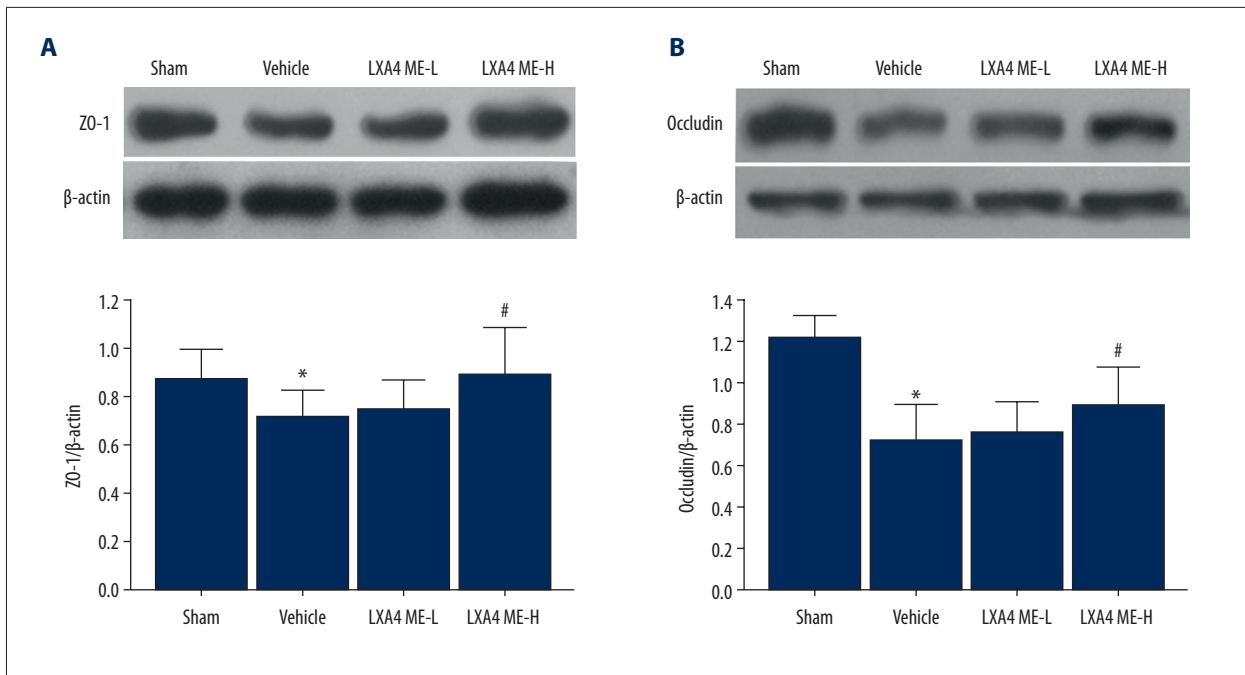 A
Sham Vehicle LXA4 ME-L LXA4 ME-H
ZO-1
β-actin
1.2
1.0
0.8
0.6
0.4
0.2
0.0
ZO-1/β-actin
*
#
Sham Vehicle LXA4 ME-L LXA4 ME-H
B
Sham Vehicle LXA4 ME-L LXA4 ME-H
Occludin
β-actin
1.4
1.2
1.0
0.8
0.6
0.4
0.2
0.0
Occludin/β-actin
*
#
Sham Vehicle LXA4 ME-L LXA4 ME-H